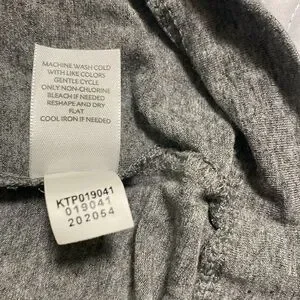 MACHINE WASH COLD
WITH LIKE COLORS
GENTLE CYCLE
ONLY NON-CHLORINE
BLEACH IF NEEDED
RESHAPE AND DRY
FLAT
COOL IRON IF NEEDED
KTP019041
019041
202054